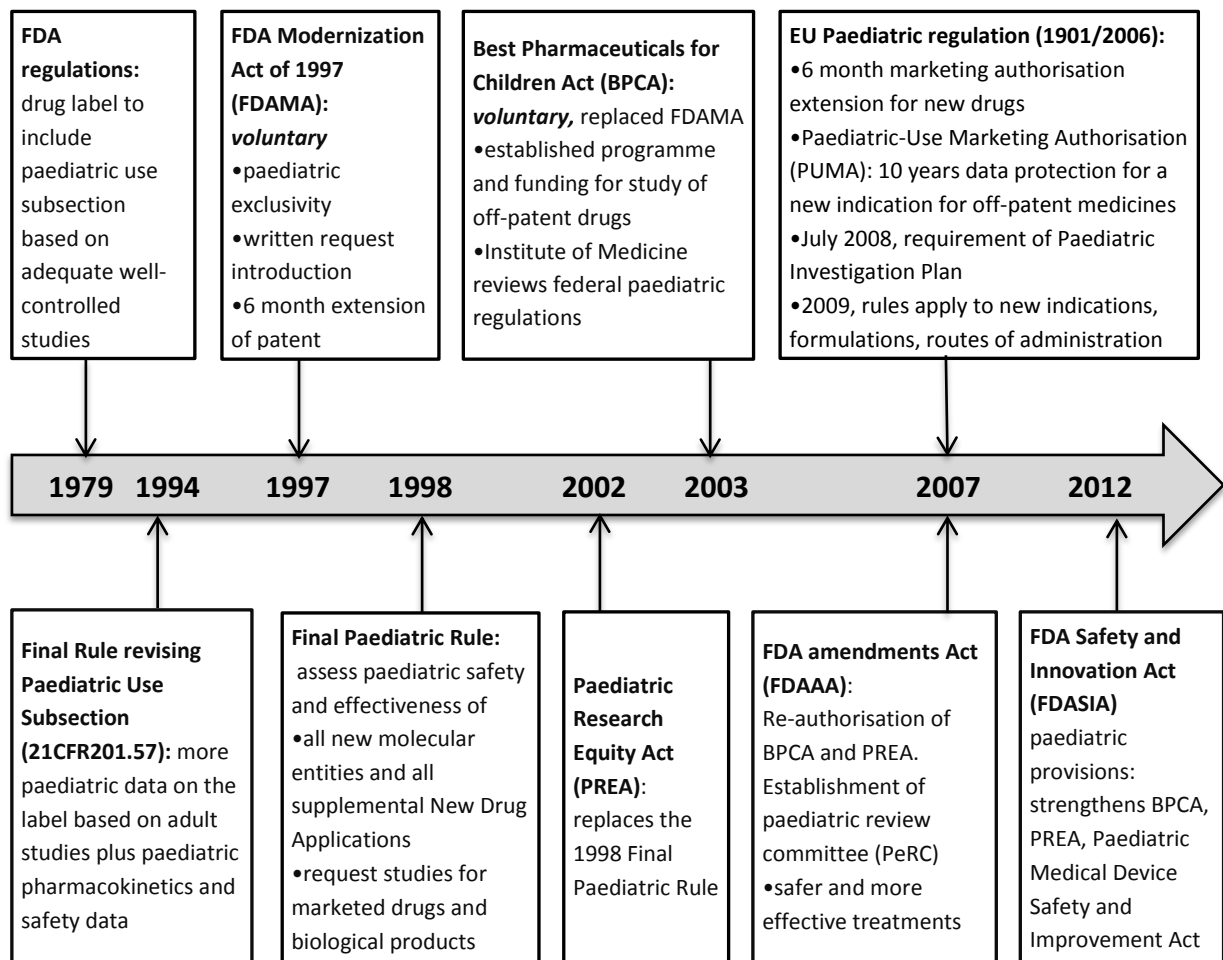 FDA
regulations:
drug label to
include
paediatric use
subsection
based on
adequate well-
controlled
studies
FDA Modernization
Act of 1997
(FDAMA):
voluntary
•paediatric
exclusivity
•written request
introduction
•6 month extension
of patent
Best Pharmaceuticals for
Children Act (BPCA):
voluntary, replaced FDAMA
•established programme
and funding for study of
off-patent drugs
•Institute of Medicine
reviews federal paediatric
regulations
EU Paediatric regulation (1901/2006):
•6 month marketing authorisation
extension for new drugs
•Paediatric-Use Marketing Authorisation
(PUMA): 10 years data protection for a
new indication for off-patent medicines
•July 2008, requirement of Paediatric
Investigation Plan
•2009, rules apply to new indications,
formulations, routes of administration
1979 1994 1997 1998 2002 2003 2007 2012
Final Rule revising
Paediatric Use
Subsection
(21CFR201.57): more
paediatric data on the
label based on adult
studies plus paediatric
pharmacokinetics and
safety data
Final Paediatric Rule:
assess paediatric safety
and effectiveness of
•all new molecular
entities and all
supplemental New Drug
Applications
•request studies for
marketed drugs and
biological products
Paediatric
Research
Equity Act
(PREA):
replaces the
1998 Final
Paediatric Rule
FDA amendments Act
(FDAAA):
Re-authorisation of
BPCA and PREA.
Establishment of
paediatric review
committee (PeRC)
•safer and more
effective treatments
FDA Safety and
Innovation Act
(FDASIA)
paediatric
provisions:
strengthens BPCA,
PREA, Paediatric
Medical Device
Safety and
Improvement Act